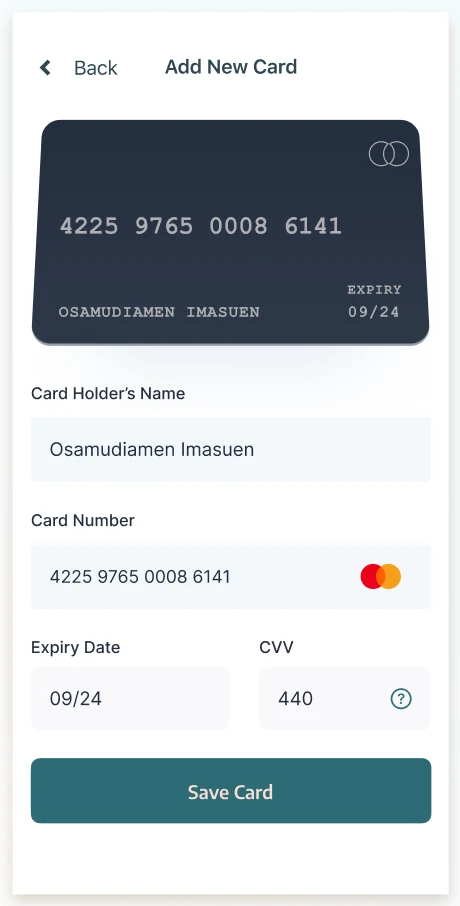 Back Add New Card
4225 9765 0008 6141
EXPIRY
OSAMUDIAMEN IMASUEN 09/24
Card Holder’s Name
Osamudiamen Imasuen
Card Number
4225 9765 0008 6141
Expiry Date CVV
09/24 440 ?
Save Card